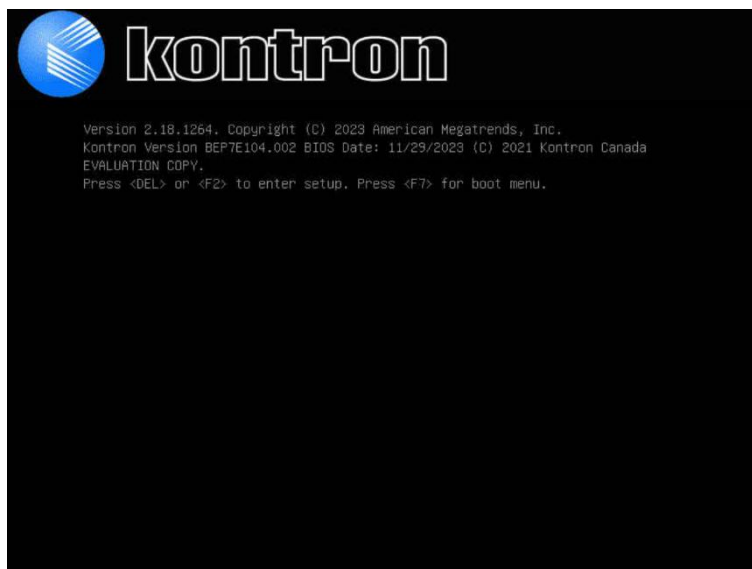 kontron
Version 2.18.1264. Copyright (C) 2023 American Megatrends, Inc.
Kontron Version BEP7E104.002 BIOS Date: 11/29/2023 (C) 2021 Kontron Canada
EVALUATION COPY.
Press <DEL> or <F2> to enter setup. Press <F7> for boot menu.